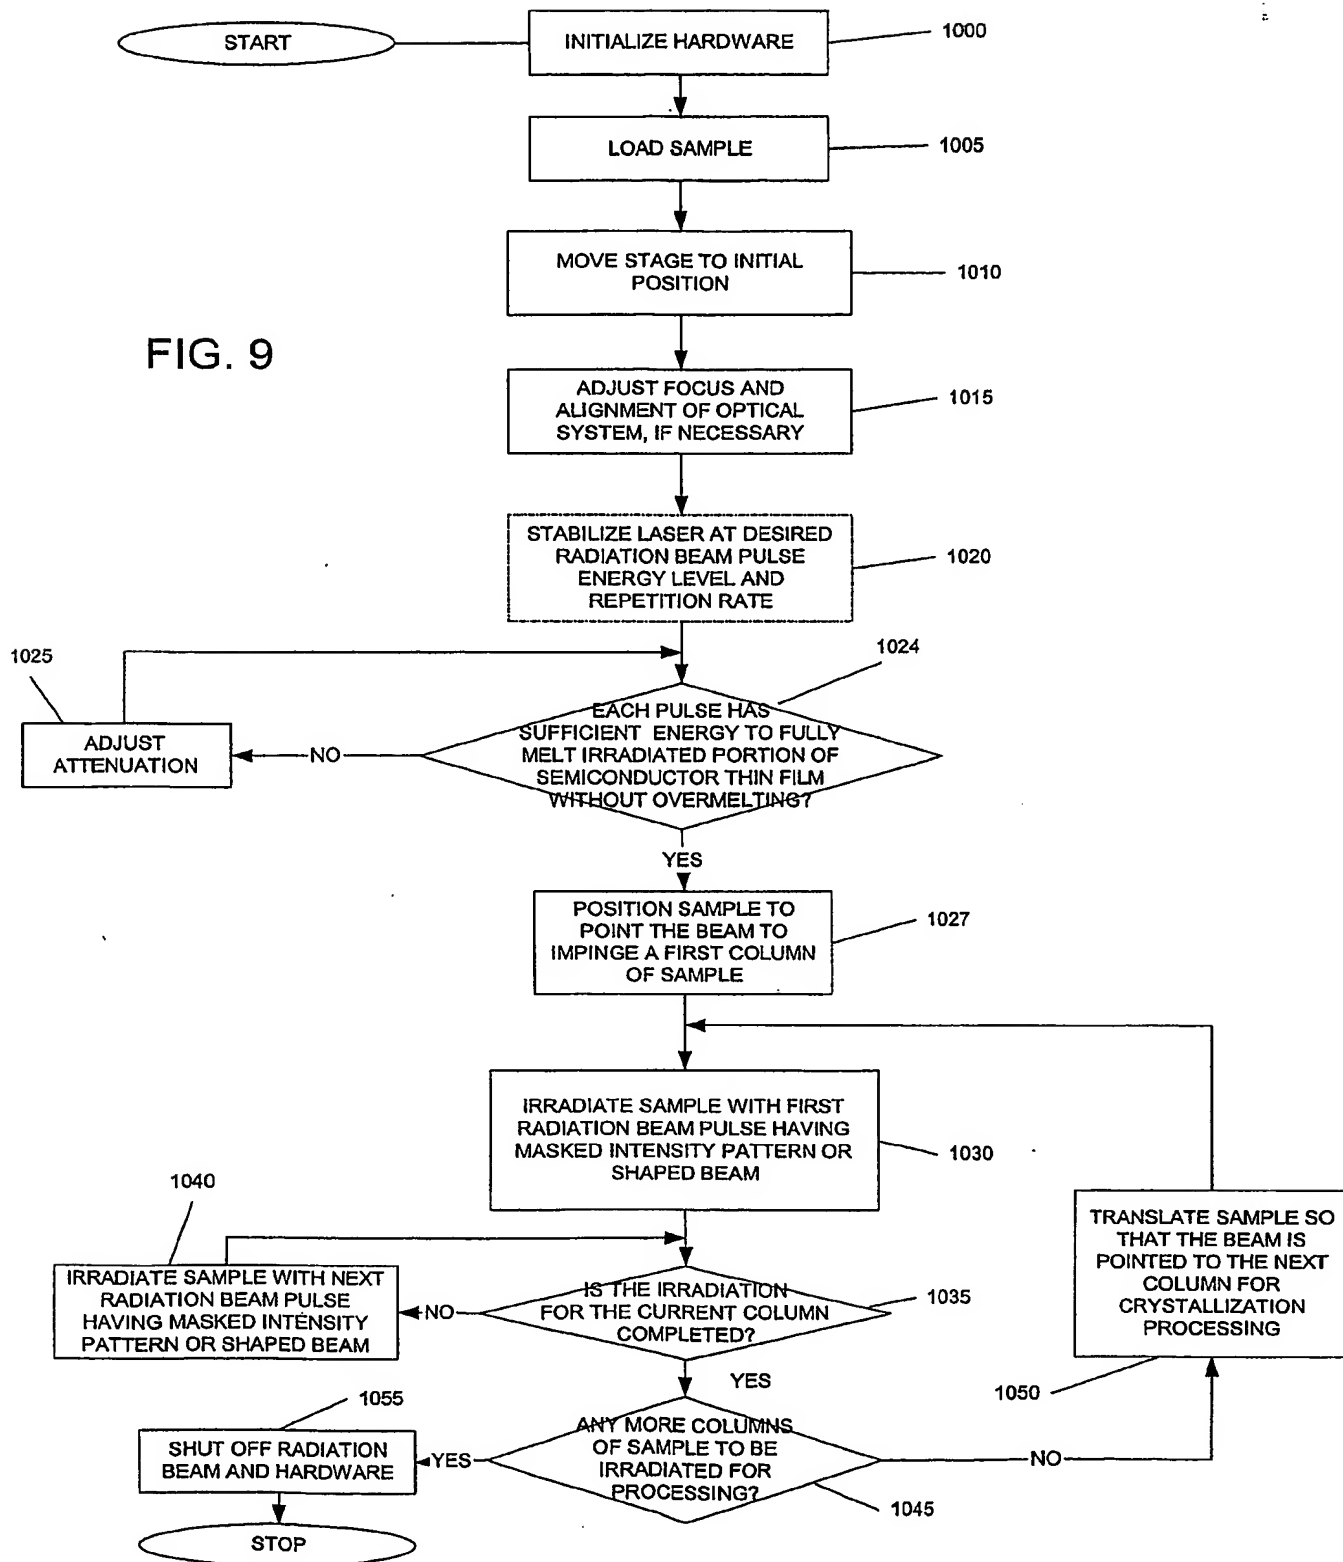 START
INITIALIZE HARDWARE
1000
LOAD SAMPLE
1005
MOVE STAGE TO INITIAL
POSITION
1010
FIG. 9
ADJUST FOCUS AND
ALIGNMENT OF OPTICAL
SYSTEM, IF NECESSARY
1015
STABILIZE LASER AT DESIRED
RADIATION BEAM PULSE
ENERGY LEVEL AND
REPETITION RATE
1020
1025
ADJUST
ATTENUATION
NO
1024
EACH PULSE HAS
SUFFICIENT ENERGY TO FULLY
MELT IRRADIATED PORTION OF
SEMICONDUCTOR THIN FILM
WITHOUT OVERMELTING?
YES
POSITION SAMPLE TO
POINT THE BEAM TO
IMPINGE A FIRST COLUMN
OF SAMPLE
1027
IRRADIATE SAMPLE WITH FIRST
RADIATION BEAM PULSE HAVING
MASKED INTENSITY PATTERN OR
SHAPED BEAM
1030
1040
IRRADIATE SAMPLE WITH NEXT
RADIATION BEAM PULSE
HAVING MASKED INTENSITY
PATTERN OR SHAPED BEAM
NO
IS THE IRRADIATION
FOR THE CURRENT COLUMN
COMPLETED?
1035
TRANSLATE SAMPLE SO
THAT THE BEAM IS
POINTED TO THE NEXT
COLUMN FOR
CRYSTALLIZATION
PROCESSING
1050
YES
1055
SHUT OFF RADIATION
BEAM AND HARDWARE
YES
ANY MORE COLUMNS
OF SAMPLE TO BE
IRRADIATED FOR
PROCESSING?
NO
1045
STOP